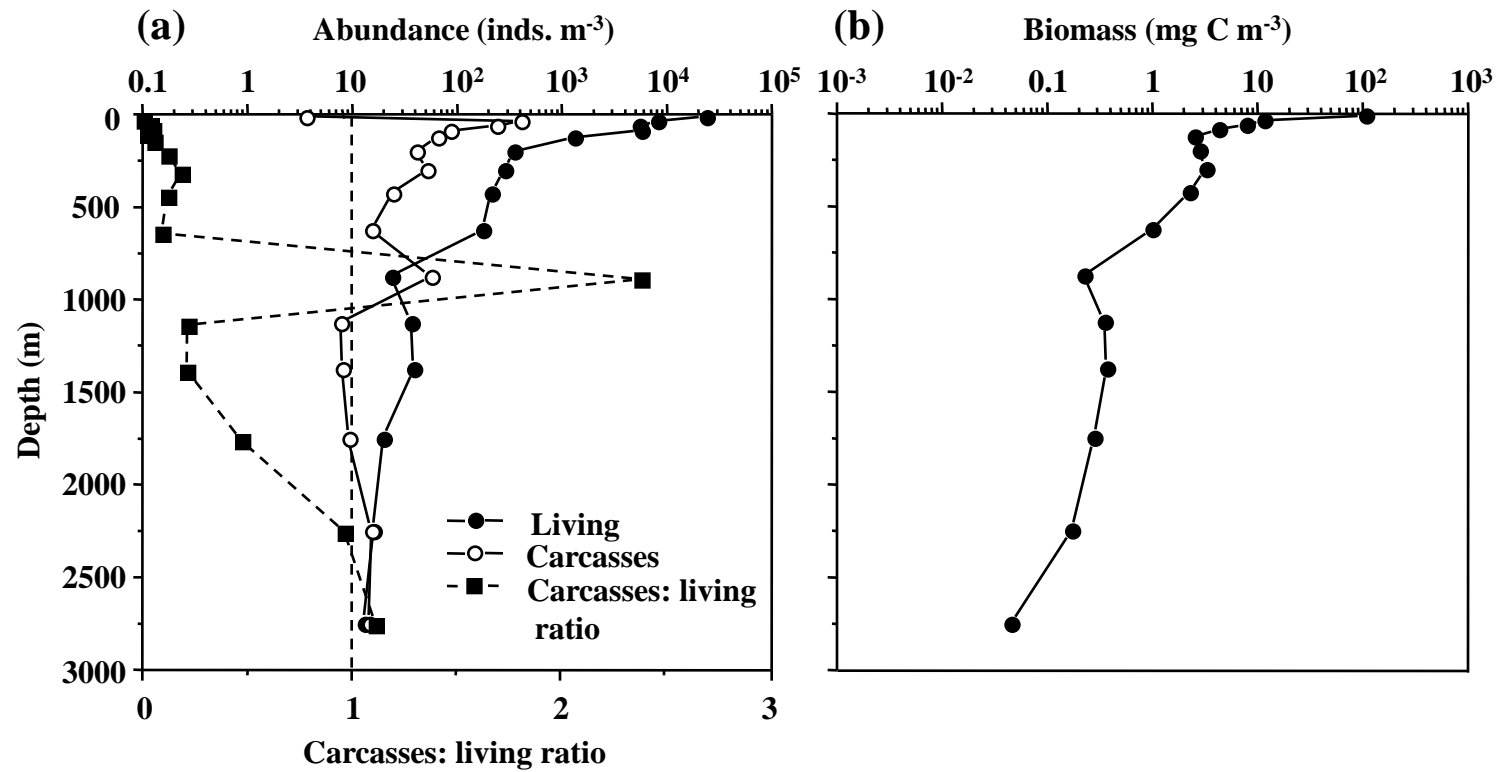 (a) Abundance (inds. m⁻³)
0.1 1 10 10² 10³ 10⁴ 10⁵
0
500
1000
1500
2000
2500
3000
Depth (m)
Living
Carcasses
Carcasses: living
ratio
0 1 2 3
Carcasses: living ratio
(b) Biomass (mg C m⁻³)
10⁻³ 10⁻² 0.1 1 10 10² 10³